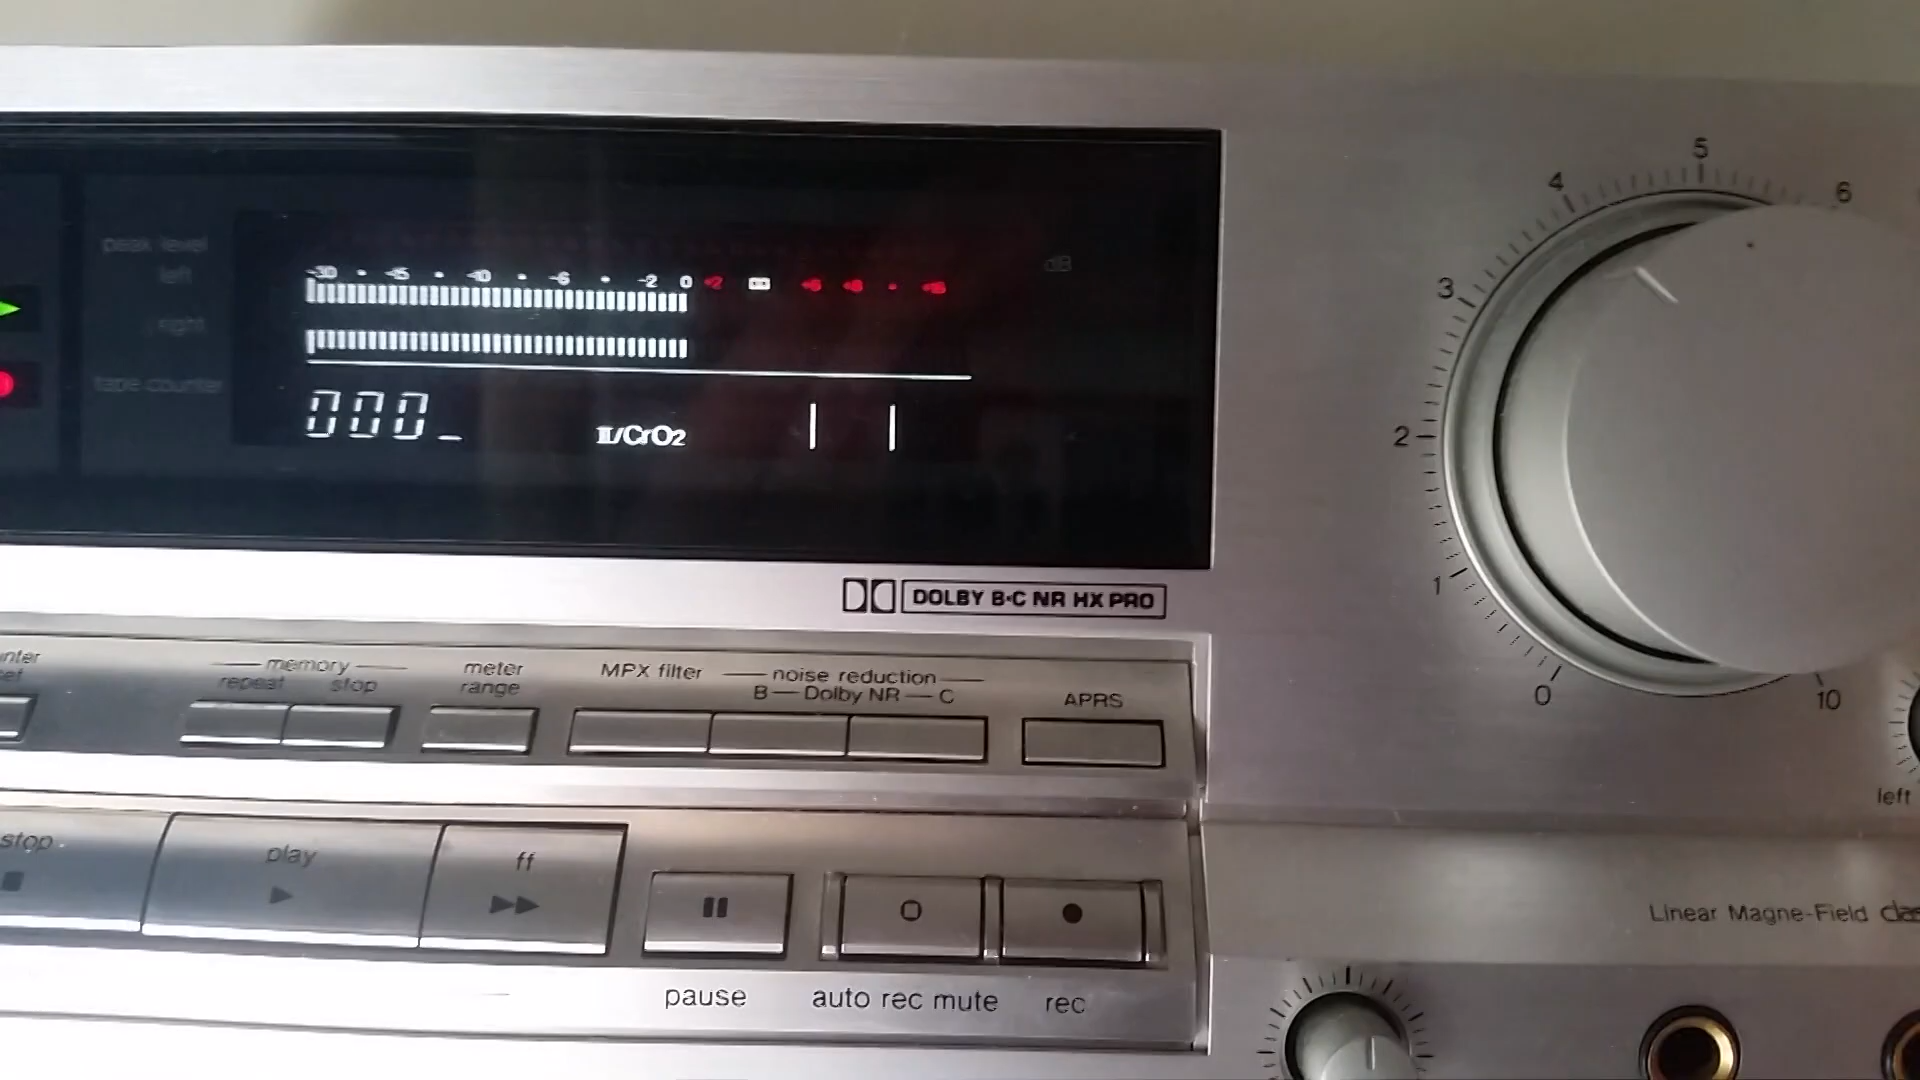 5
4 6
3
2
1
0 10
peak level
left
right
tape counter
dB
-30 • -15 • -10 • -6 • -2 0 +2
000_ II/CrO2
DOLBY B·C NR HX PRO
memory
repeat stop
meter
range
MPX filter
noise reduction
B — Dolby NR — C
APRS
left
stop
play
ff
Linear Magne-Field
pause auto rec mute rec